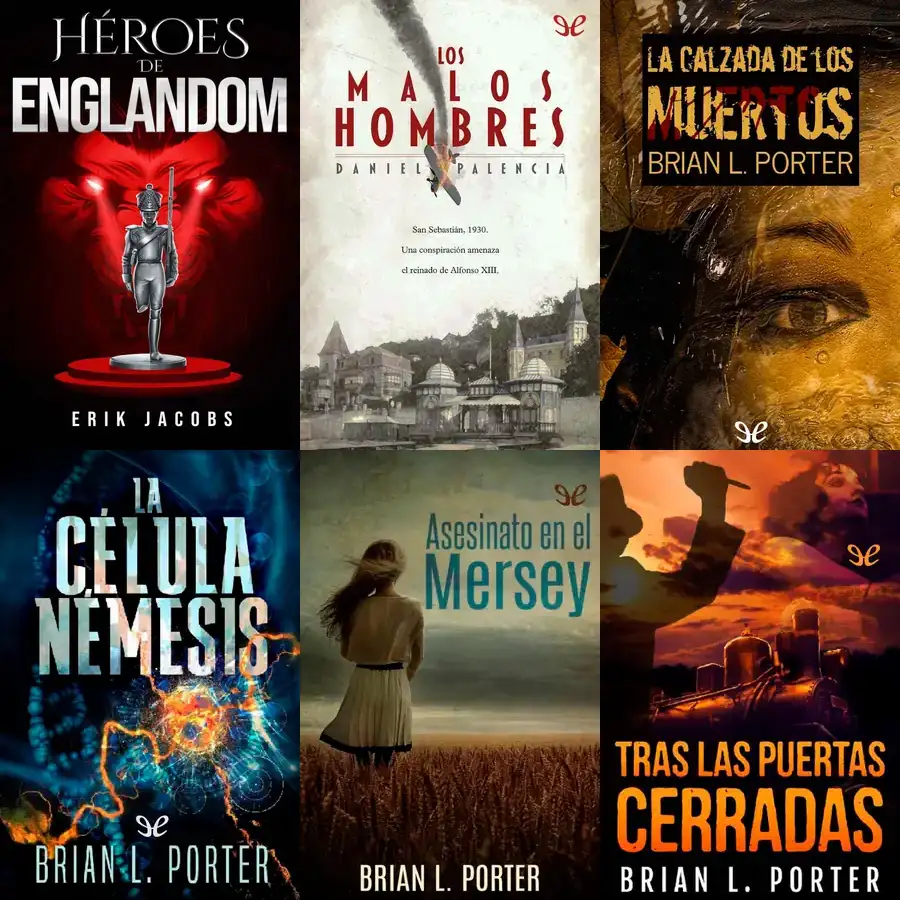 HÉROES
DE
ENGLANDOM
ERIK JACOBS
LOS
MALOS
HOMBRES
DANIEL PALENCIA
San Sebastián, 1930.
Una conspiración amenaza
el reinado de Alfonso XIII.
LA CALZADA DE LOS
MUERTOS
BRIAN L. PORTER
LA
CÉLULA
NÉMESIS
BRIAN L. PORTER
Asesinato en el
Mersey
BRIAN L. PORTER
TRAS LAS PUERTAS
CERRADAS
BRIAN L. PORTER